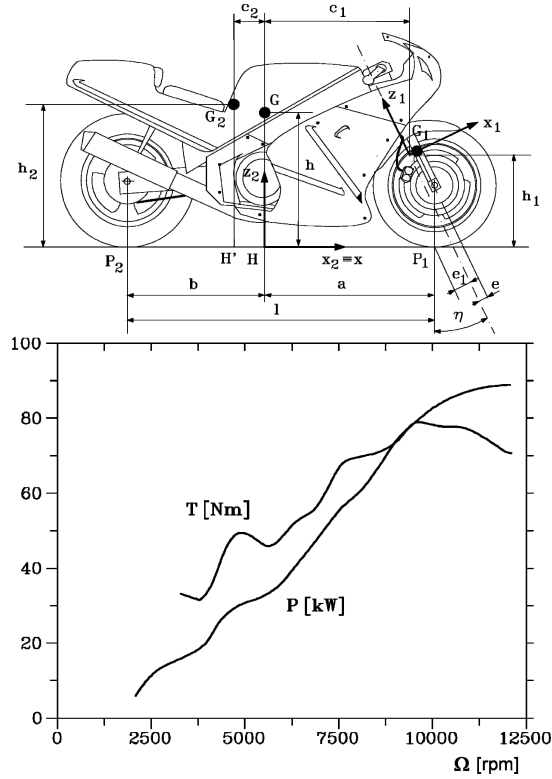 c₂ c₁
z₁
G₂ G G₁ x₁
h₂ h z₂ h₁
P₂ H' H x₂≡x P₁
b a e₁ e
l η
100
80
60
40
20
0
T [Nm]
P [kW]
0 2500 5000 7500 10000 12500
Ω [rpm]